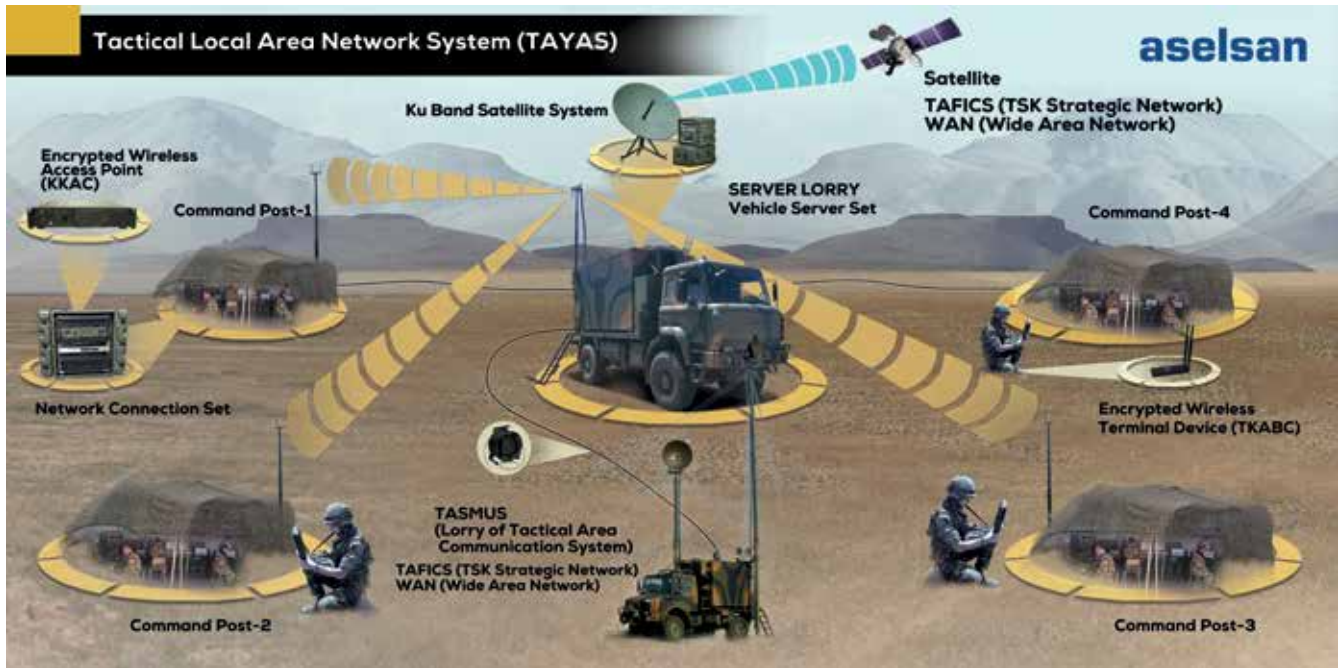 Tactical Local Area Network System (TAYAS)
aselsan
Satellite
TAFICS (TSK Strategic Network)
WAN (Wide Area Network)
Ku Band Satellite System
Encrypted Wireless
Access Point
(KKAC)
Command Post-1
SERVER LORRY
Vehicle Server Set
Command Post-4
Network Connection Set
Encrypted Wireless
Terminal Device (TKABC)
TASMUS
(Lorry of Tactical Area
Communication System)
TAFICS (TSK Strategic Network)
WAN (Wide Area Network)
Command Post-2
Command Post-3